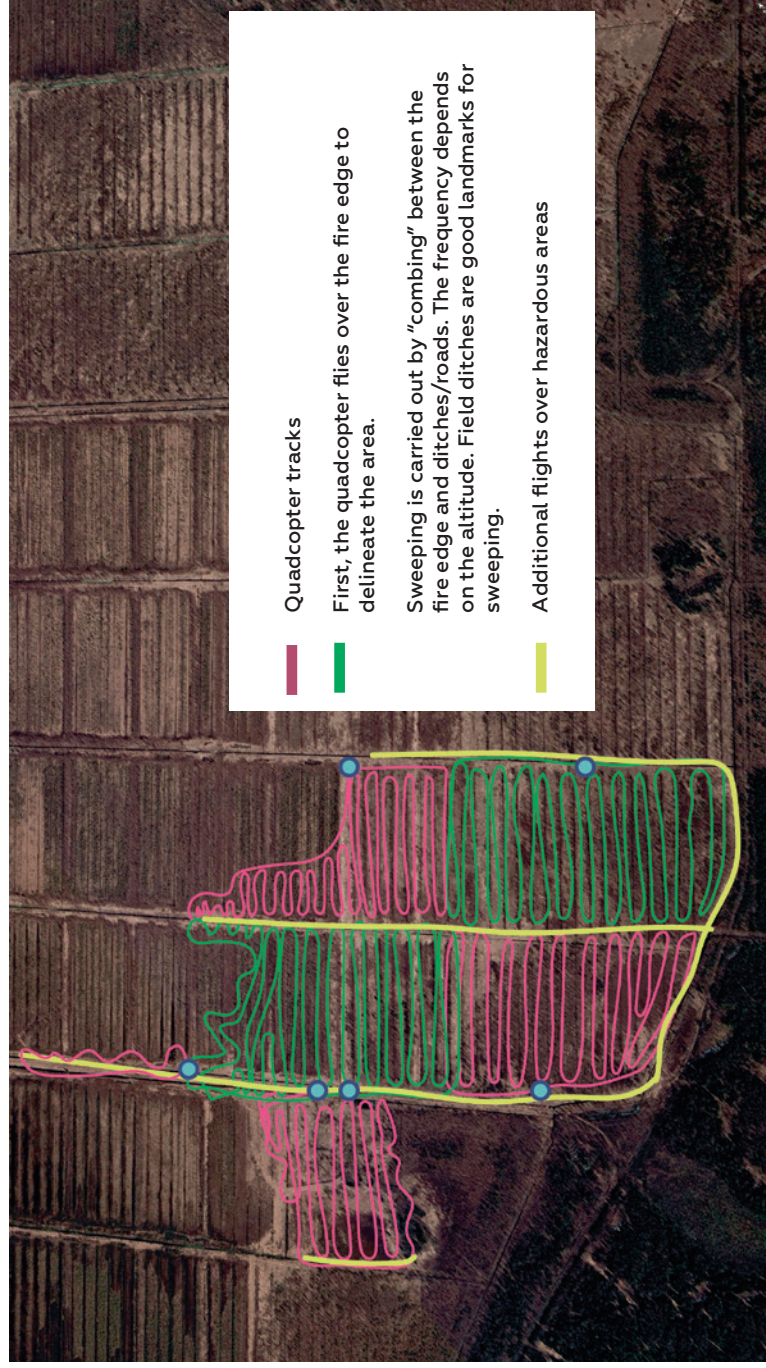 Quadcopter tracks
First, the quadcopter flies over the fire edge to
delineate the area.
Sweeping is carried out by “combing” between the
fire edge and ditches/roads. The frequency depends
on the altitude. Field ditches are good landmarks for
sweeping.
Additional flights over hazardous areas